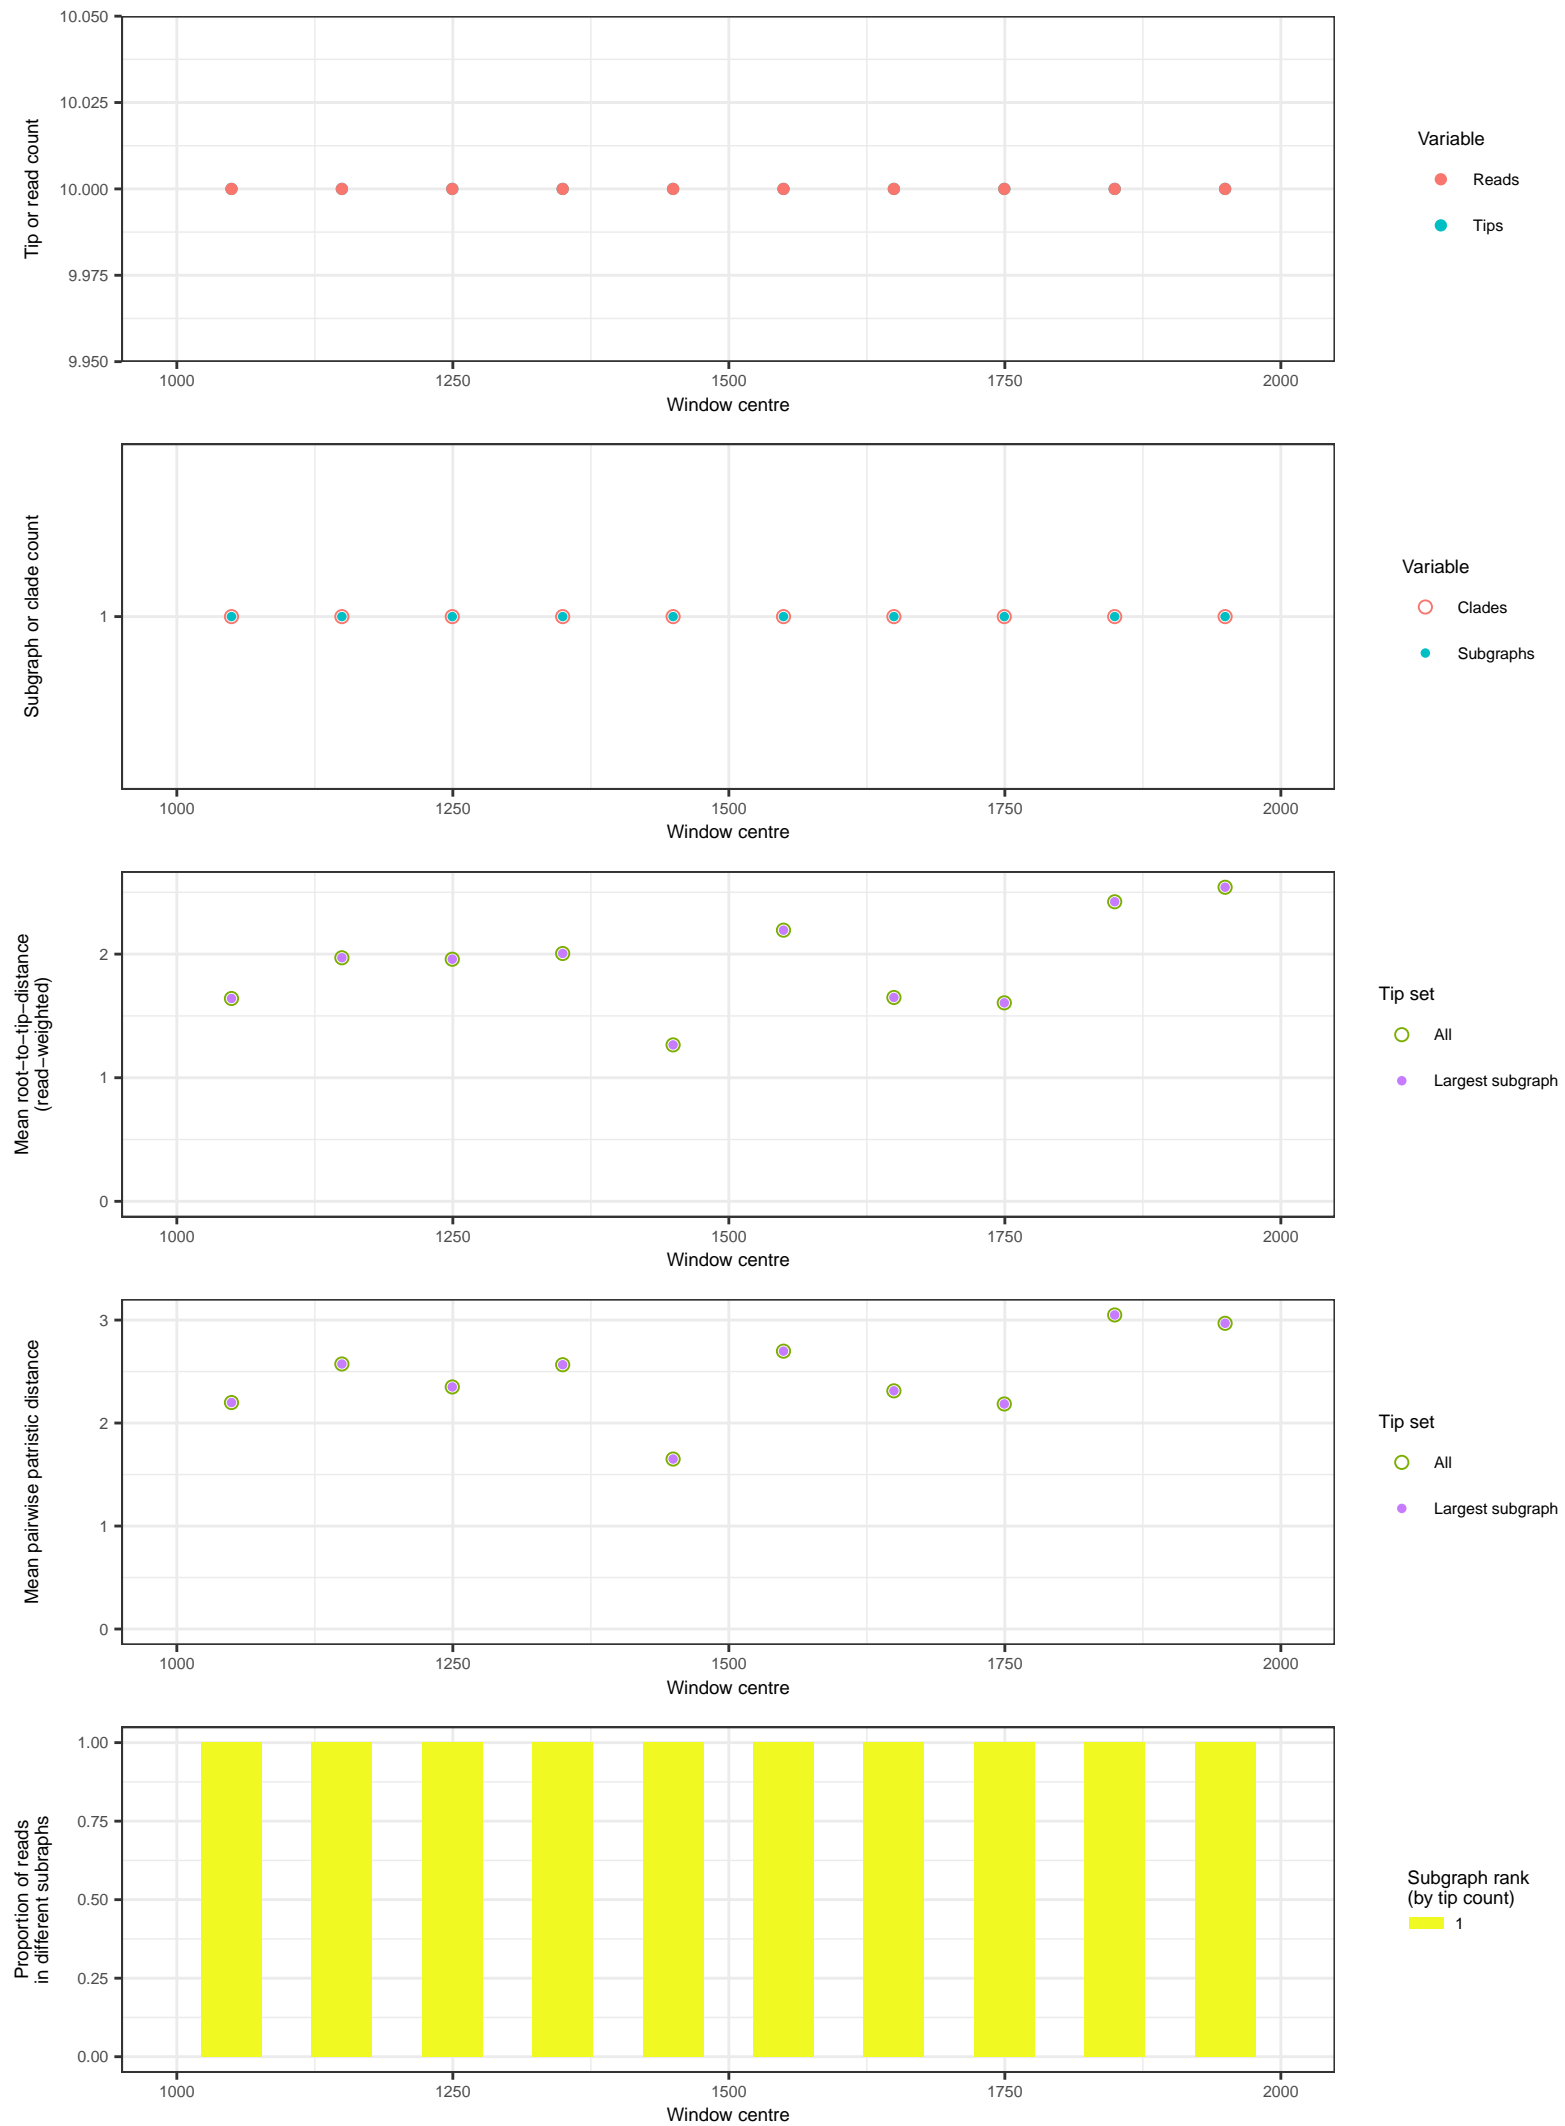 10.050
10.025
10.000
9.975
9.950
Tip or read count
1000 1250 1500 1750 2000
Window centre
Variable
Reads
Tips
1
Subgraph or clade count
1000 1250 1500 1750 2000
Window centre
Variable
Clades
Subgraphs
2
1
0
Mean root−to−tip−distance
(read−weighted)
1000 1250 1500 1750 2000
Window centre
Tip set
All
Largest subgraph
3
2
1
0
Mean pairwise patristic distance
1000 1250 1500 1750 2000
Window centre
Tip set
All
Largest subgraph
1.00
0.75
0.50
0.25
0.00
Proportion of reads
in different subraphs
1000 1250 1500 1750 2000
Window centre
Subgraph rank
(by tip count)
1